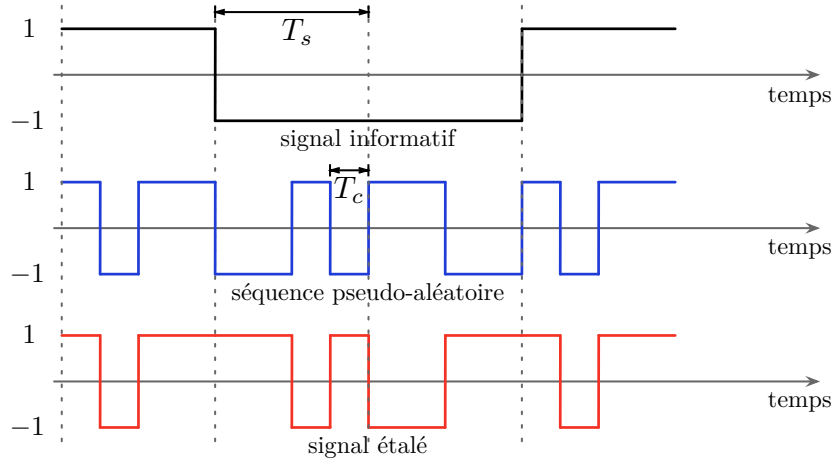 1
T_s
temps
−1
signal informatif
1
T_c
temps
−1
séquence pseudo-aléatoire
1
temps
−1
signal étalé